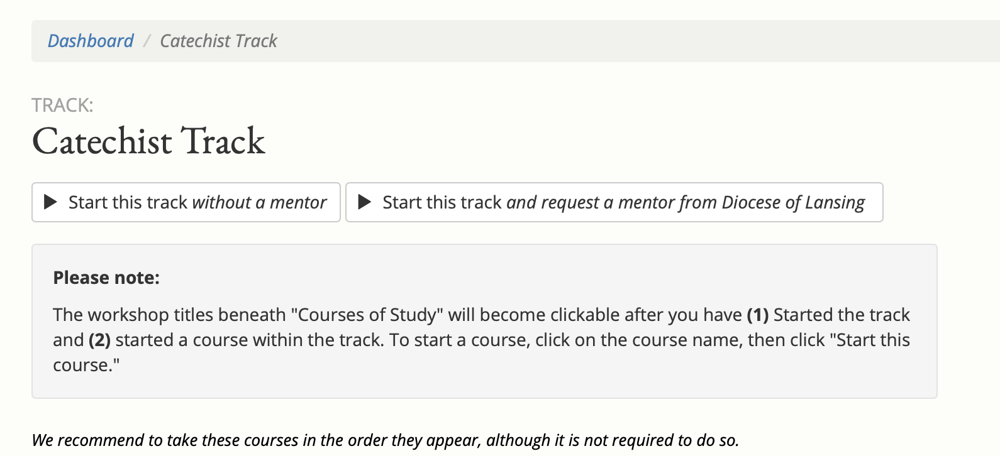 Dashboard / Catechist Track
TRACK:
Catechist Track
Start this track without a mentor
Start this track and request a mentor from Diocese of Lansing
Please note:
The workshop titles beneath "Courses of Study" will become clickable after you have (1) Started the track
and (2) started a course within the track. To start a course, click on the course name, then click "Start this
course."
We recommend to take these courses in the order they appear, although it is not required to do so.